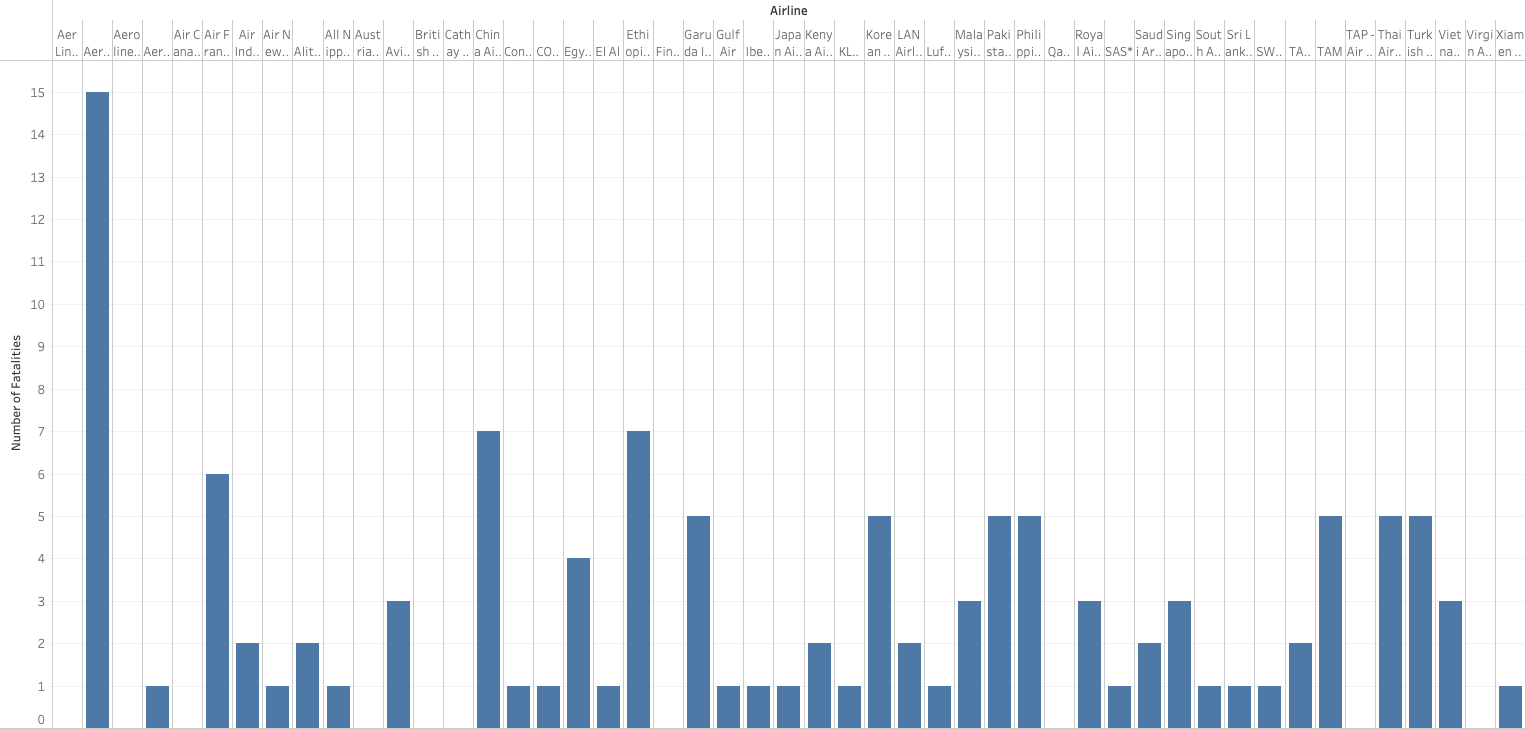 Airline
Aer
Lin..
Aer..
Aero
line..
Aer..
Air C
ana..
Air F
ran..
Air
Ind..
Air N
ew..
Alit..
All N
ipp..
Aust
ria..
Avi..
Briti
sh ..
Cath
ay ..
Chin
a Ai..
Con..
CO..
Egy..
El Al
Ethi
opi..
Fin..
Garu
da I..
Gulf
Air
Ibe..
Japa
n Ai..
Keny
a Ai..
KL..
Kore
an ..
LAN
Airl..
Luf..
Mala
ysi..
Paki
sta..
Phili
ppi..
Qa..
Roya
l Ai..
SAS*
Saud
i Ar..
Sing
apo..
Sout
h A..
Sri L
ank..
SW..
TA..
TAM
TAP -
Air ..
Thai
Air..
Turk
ish ..
Viet
na..
Virgi
n A..
Xiam
en ..
Number of Fatalities
15
14
13
12
11
10
9
8
7
6
5
4
3
2
1
0